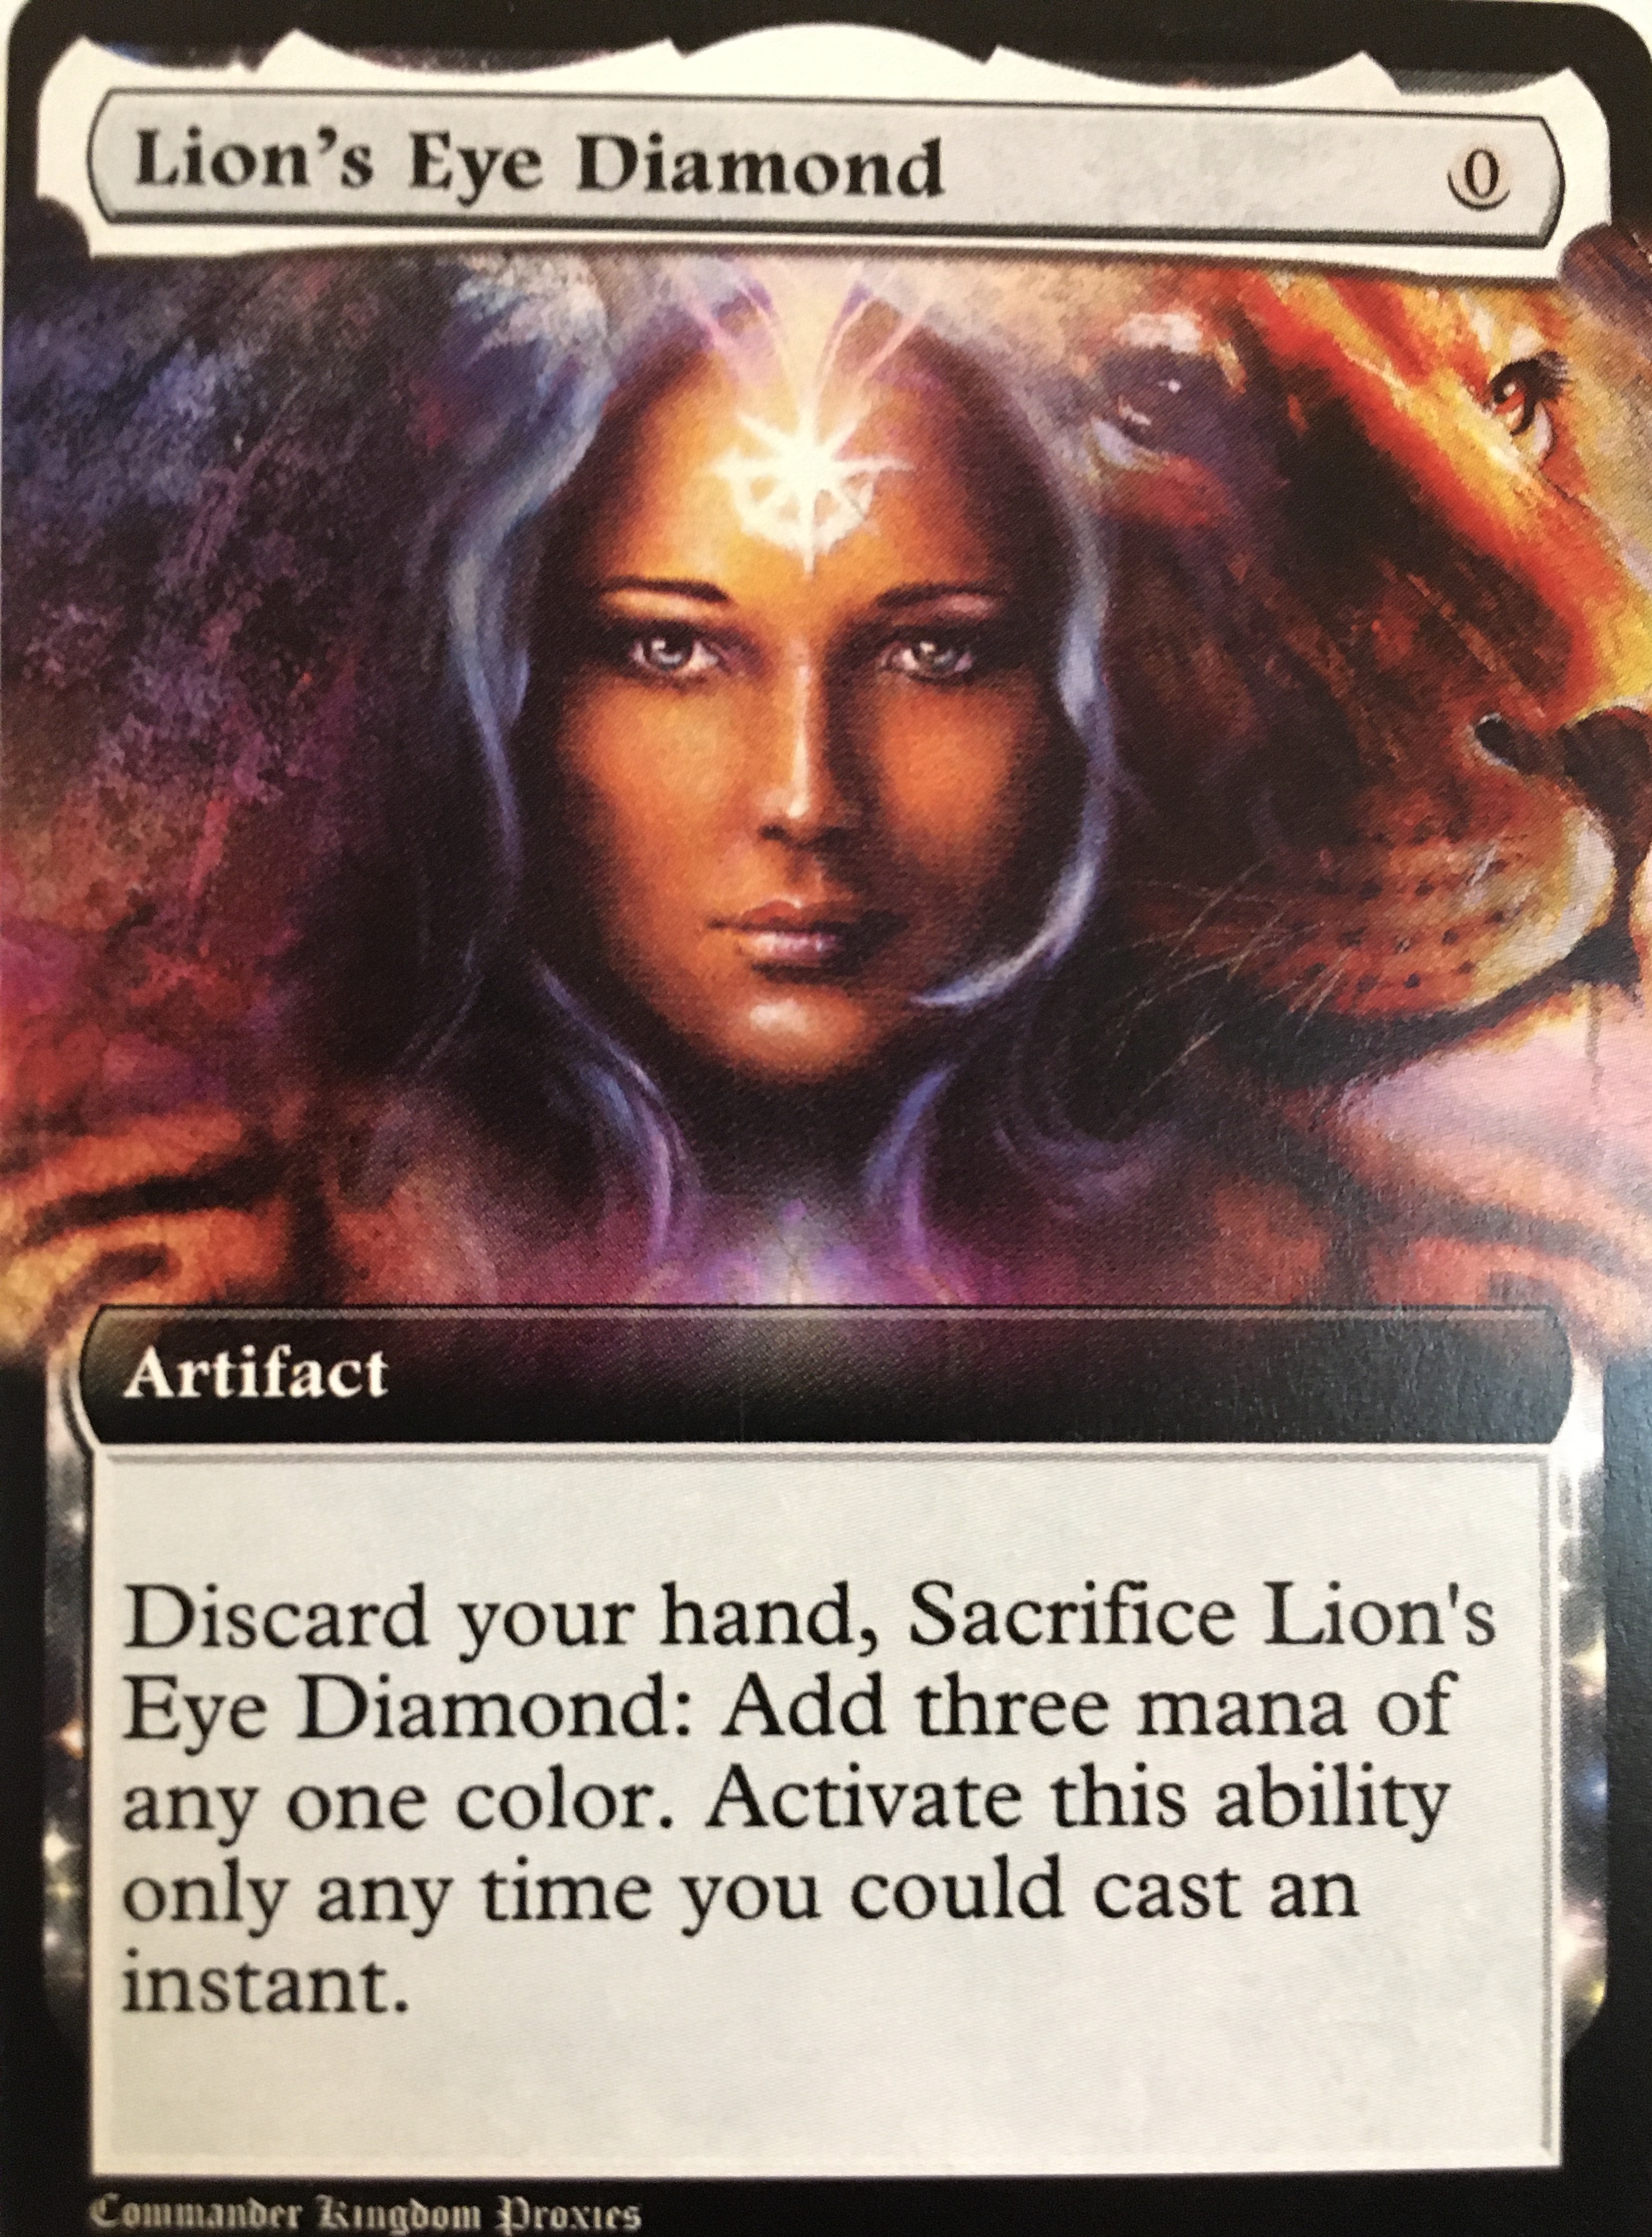 Lion’s Eye Diamond 0
Artifact
Discard your hand, Sacrifice Lion's
Eye Diamond: Add three mana of
any one color. Activate this ability
only any time you could cast an
instant.
Commander Kingdom Proxies